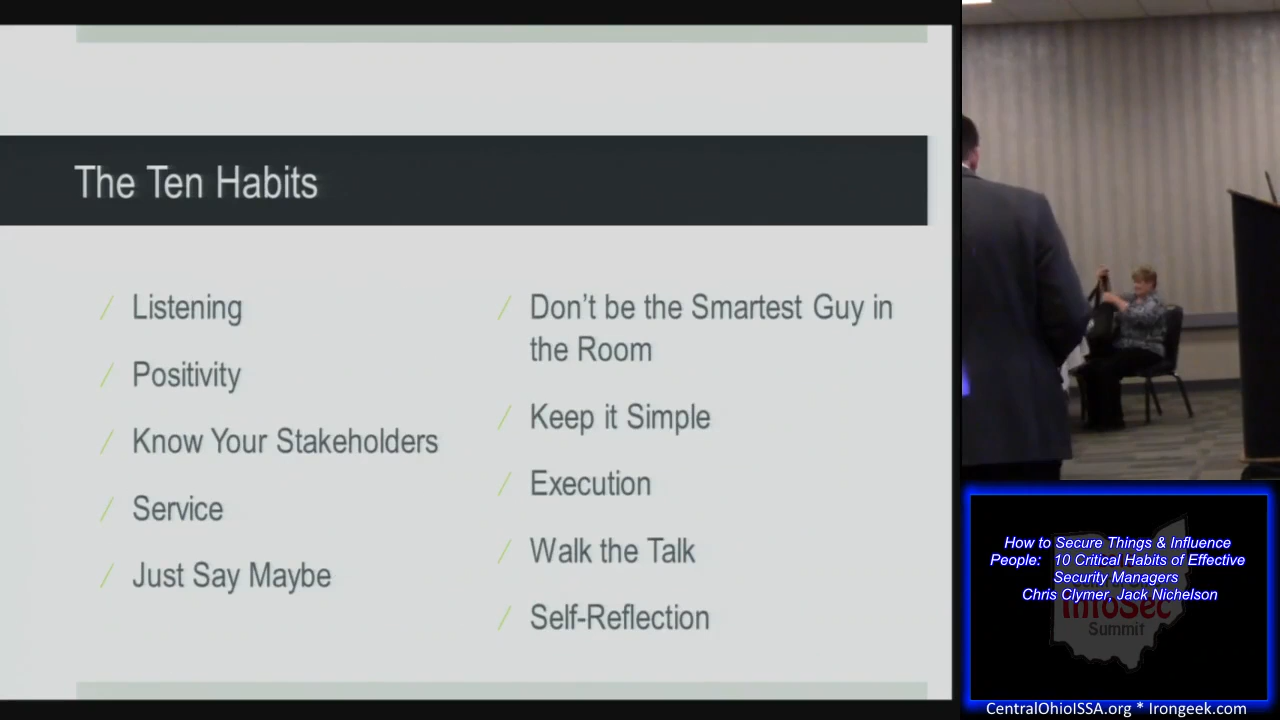 The Ten Habits
Listening
Positivity
Know Your Stakeholders
Service
Just Say Maybe
Don't be the Smartest Guy in
the Room
Keep it Simple
Execution
Walk the Talk
Self-Reflection
How to Secure Things & Influence
People: 10 Critical Habits of Effective
Security Managers
Chris Clymer, Jack Nichelson
InfoSec
Summit
CentralOhioISSA.org * Irongeek.com